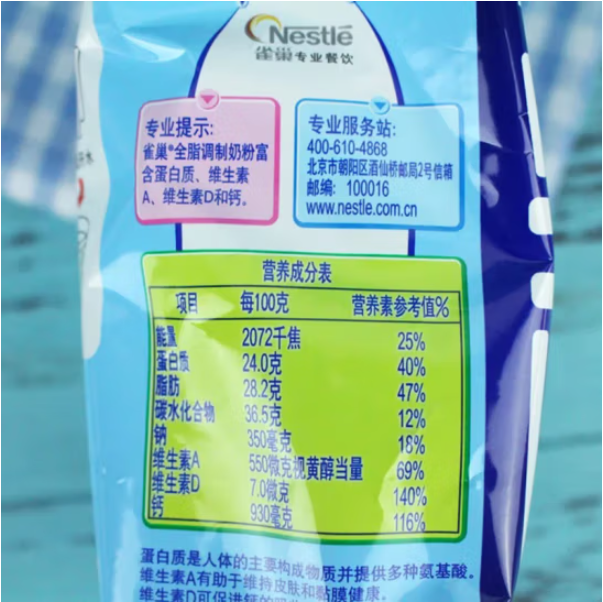 Nestlé
雀巢专业餐饮
专业提示:
雀巢®全脂调制奶粉富
含蛋白质、维生素
A、维生素D和钙。
专业服务站:
400-610-4868
北京市朝阳区酒仙桥邮局2号信箱
邮编: 100016
www.nestle.com.cn
营养成分表
项目 每100克 营养素参考值%
能量 2072千焦 25%
蛋白质 24.0克 40%
脂肪 28.2克 47%
碳水化合物 36.5克 12%
钠 350毫克 18%
维生素A 550微克视黄醇当量 69%
维生素D 7.0微克 140%
钙 930毫克 116%
蛋白质是人体的主要构成物质并提供多种氨基酸。
维生素A有助于维持皮肤和黏膜健康。
维生素D可促进钙的